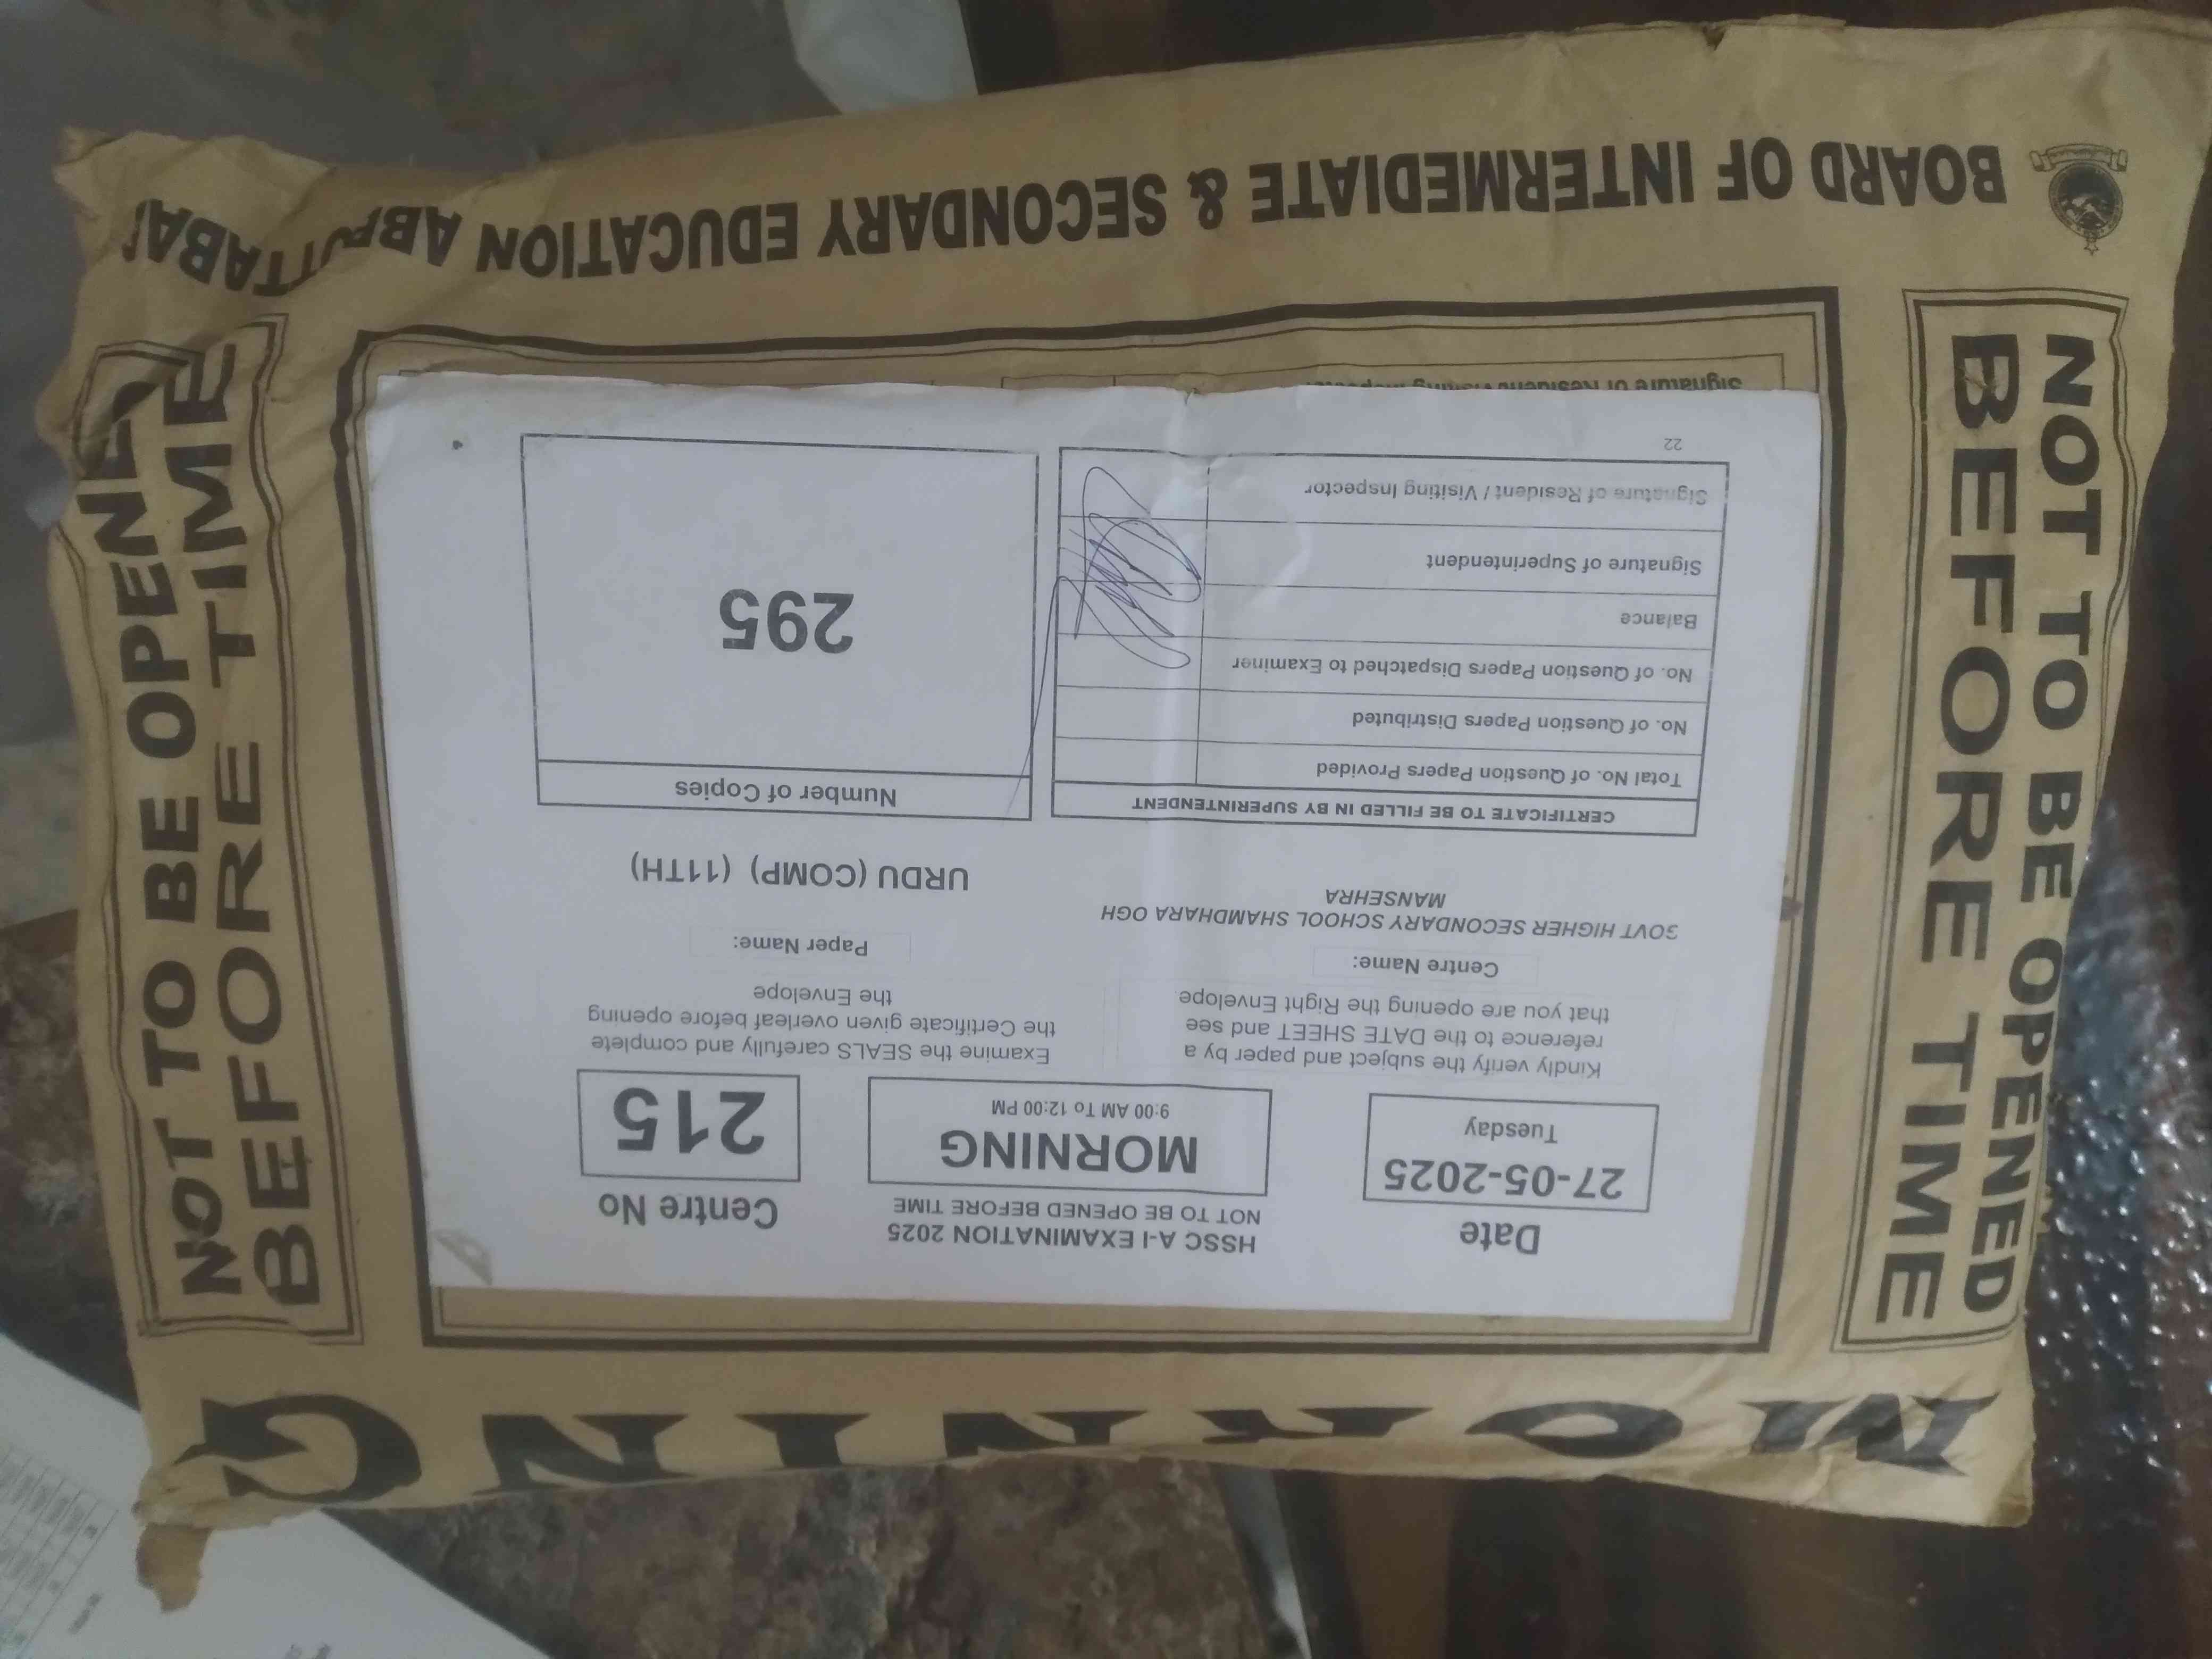 MORNING
NOT TO BE OPENED
BEFORE TIME
NOT TO BE OPENED
BEFORE TIME
HSSC A-I EXAMINATION 2025
NOT TO BE OPENED BEFORE TIME
Date
27-05-2025
Tuesday
MORNING
9:00 AM To 12:00 PM
Centre No
215
Kindly verify the subject and paper by a
reference to the DATE SHEET and see
that you are opening the Right Envelope
Examine the SEALS carefully and complete
the Certificate given overleaf before opening
the Envelope
Centre Name:
GOVT HIGHER SECONDARY SCHOOL SHAMDHARA OGH
MANSEHRA
Paper Name:
URDU (COMP) (11TH)
CERTIFICATE TO BE FILLED IN BY SUPERINTENDENT
Total No. of Question Papers Provided
No. of Question Papers Distributed
No. of Question Papers Dispatched to Examiner
Balance
Signature of Superintendent
Signature of Resident / Visiting Inspector
22
Number of Copies
295
Signature of Resident Visiting
BOARD OF INTERMEDIATE & SECONDARY EDUCATION ABBOTTABAD